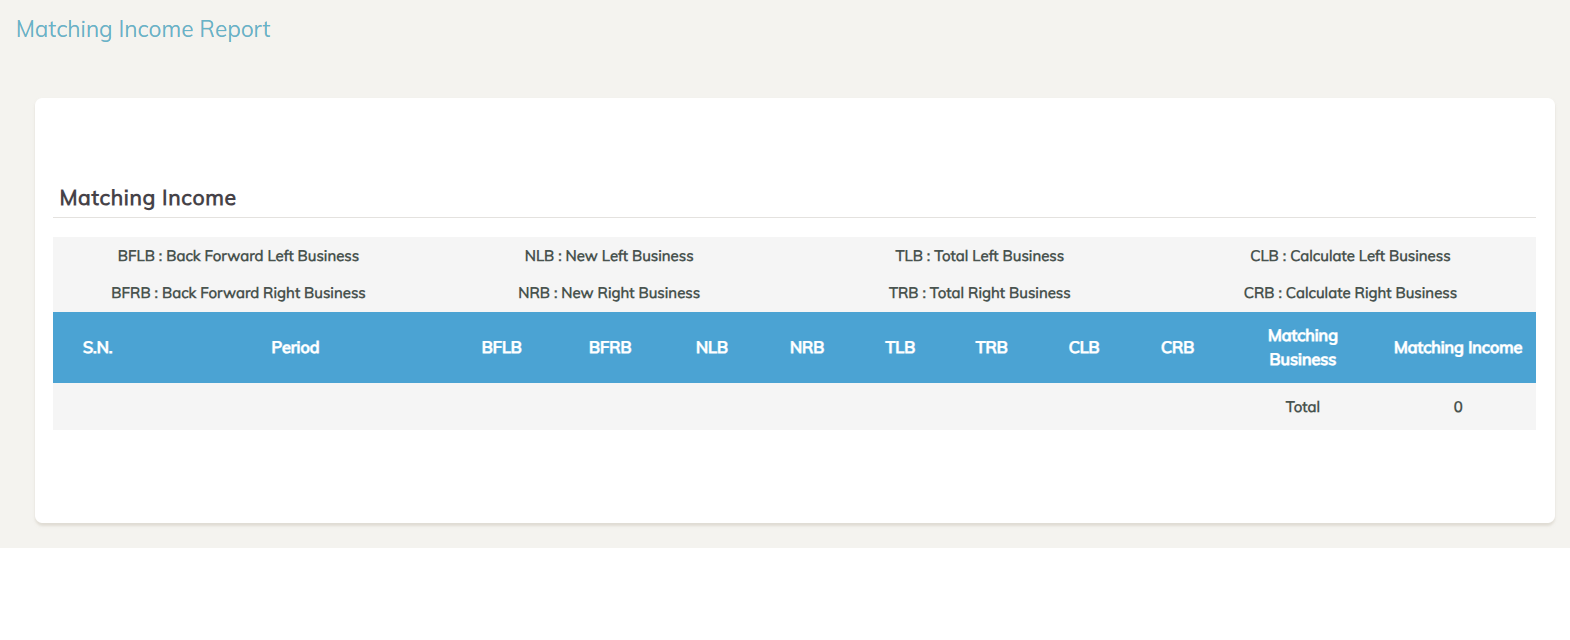 Matching Income Report
Matching Income
BFLB : Back Forward Left Business NLB : New Left Business TLB : Total Left Business CLB : Calculate Left Business
BFRB : Back Forward Right Business NRB : New Right Business TRB : Total Right Business CRB : Calculate Right Business
S.N. Period BFLB BFRB NLB NRB TLB TRB CLB CRB Matching Business Matching Income
Total 0